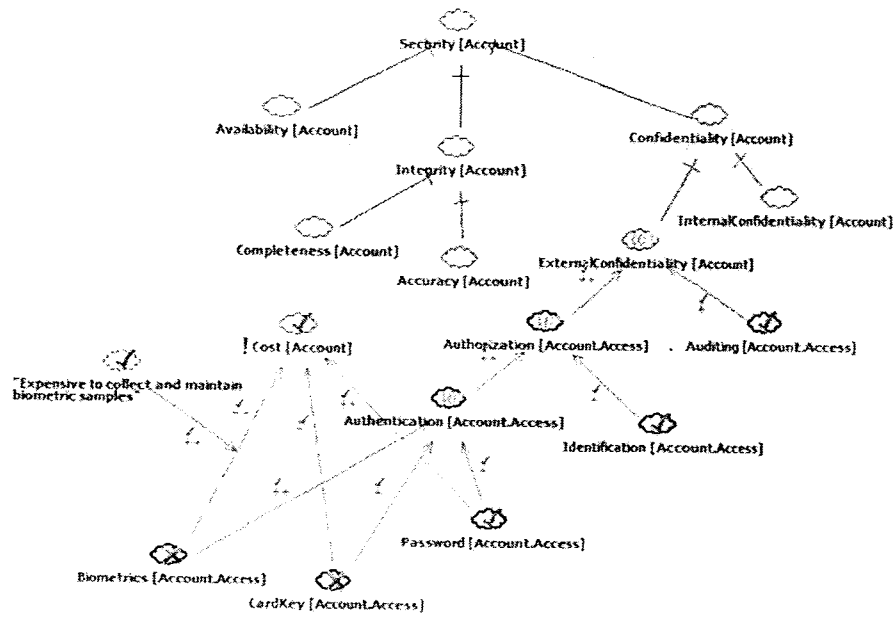 Security [Account]
Availability [Account]
Confidentiality [Account]
Integrity [Account]
InternalConfidentiality [Account]
Completeness [Account]
ExternalConfidentiality [Account]
Accuracy [Account]
! Cost [Account]
Authorization [Account.Access]
Auditing [Account.Access]
"Expensive to collect and maintain
biometric samples"
Authentication [Account.Access]
Identification [Account.Access]
Password [Account.Access]
Biometrics [Account.Access]
CardKey [Account.Access]